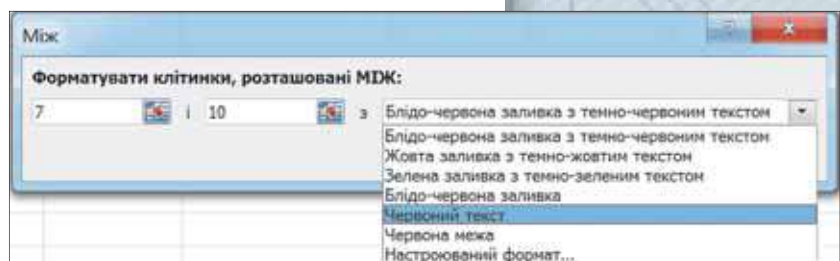 Між
Форматувати клітинки, розташовані МІЖ:
7 і 10 з Блідо-червона заливка з темно-червоним текстом
Блідо-червона заливка з темно-червоним текстом
Жовта заливка з темно-жовтим текстом
Зелена заливка з темно-зеленим текстом
Блідо-червона заливка
Червоний текст
Червона межа
Настроюваний формат...